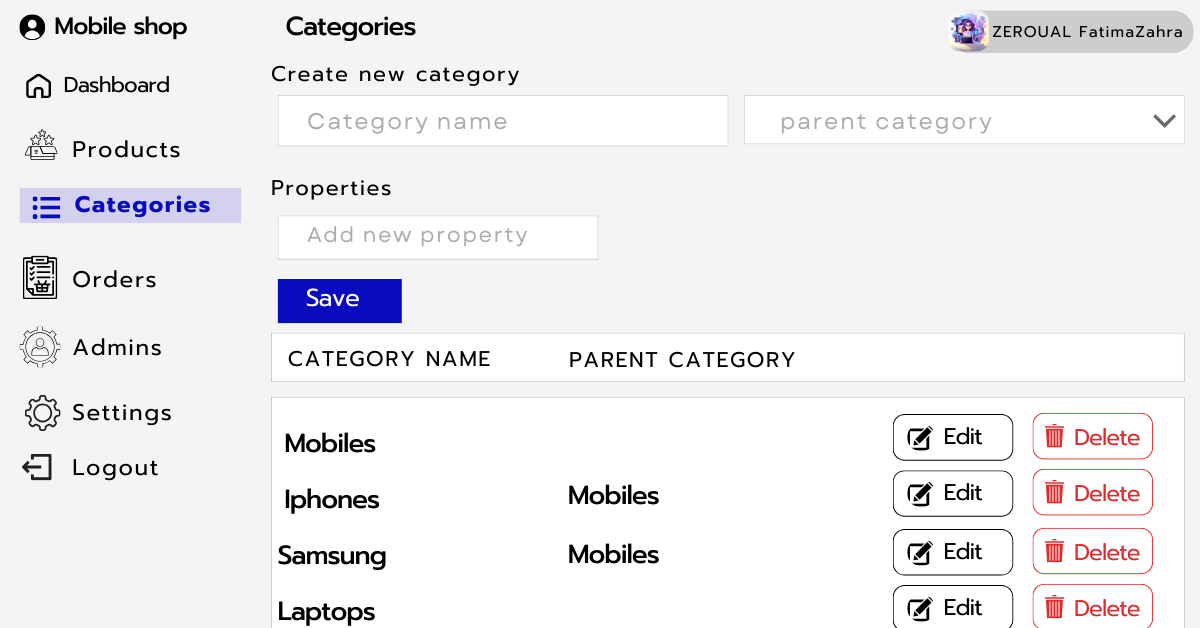 Mobile shop
Dashboard
Products
Categories
Orders
Admins
Settings
Logout
Categories
ZEROUAL FatimaZahra
Create new category
Category name
parent category
Properties
Add new property
Save
CATEGORY NAME PARENT CATEGORY
Mobiles Edit Delete
Iphones Mobiles Edit Delete
Samsung Mobiles Edit Delete
Laptops Edit Delete